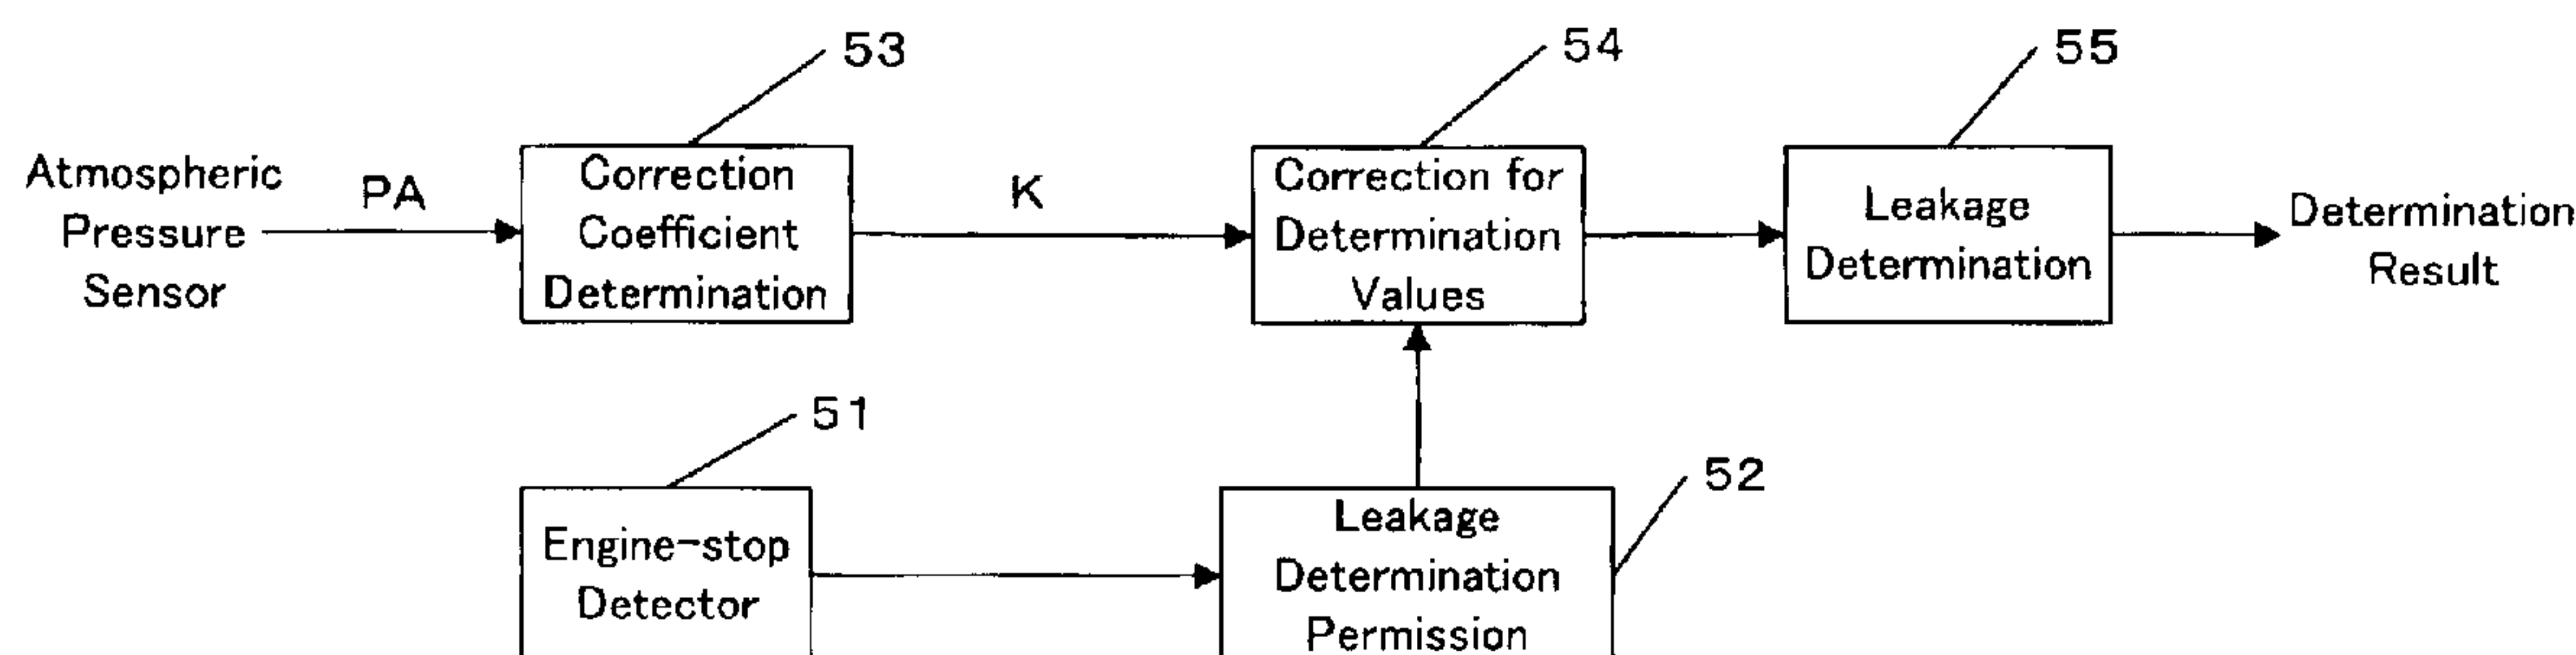 53
54
55
Atmospheric
Pressure
Sensor
PA
Correction
Coefficient
Determination
K
Correction for
Determination
Values
Leakage
Determination
Determination
Result
51
52
Engine-stop
Detector
Leakage
Determination
Permission